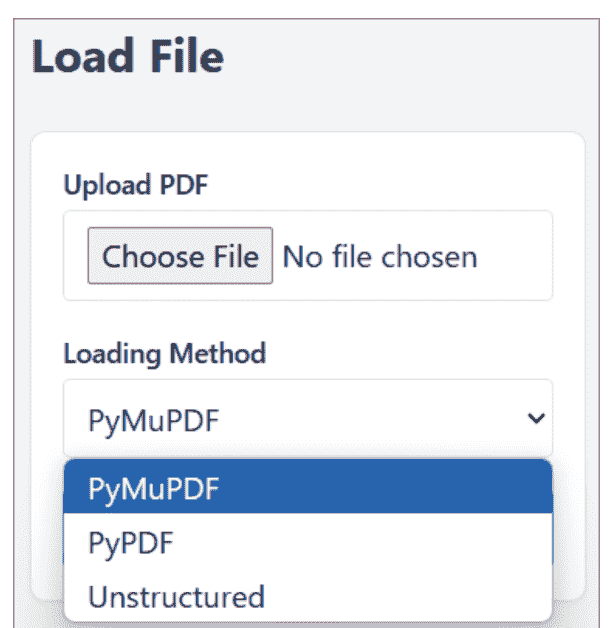 Load File
Upload PDF
Choose File No file chosen
Loading Method
PyMuPDF
PyMuPDF
PyPDF
Unstructured